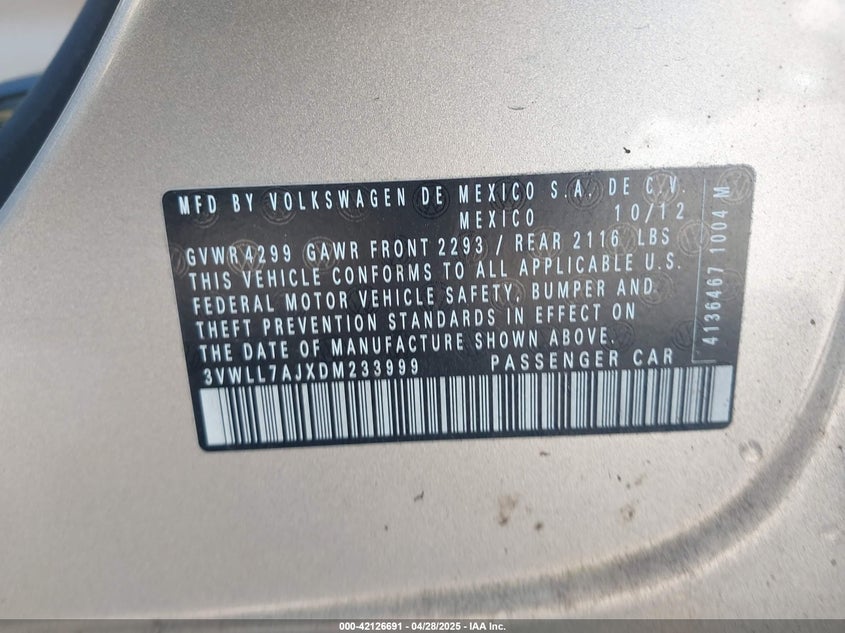 MFD BY VOLKSWAGEN DE MEXICO S.A. DE C.V.
MEXICO 10/12
GVWR 4299 GAWR FRONT 2293 / REAR 2116 LBS
THIS VEHICLE CONFORMS TO ALL APPLICABLE U.S.
FEDERAL MOTOR VEHICLE SAFETY, BUMPER AND
THEFT PREVENTION STANDARDS IN EFFECT ON
THE DATE OF MANUFACTURE SHOWN ABOVE.
3VWLL7AJXDM233999 PASSENGER CAR
4136467 1004 M
000-42126691 | 04/28/2025 | IAA Inc.